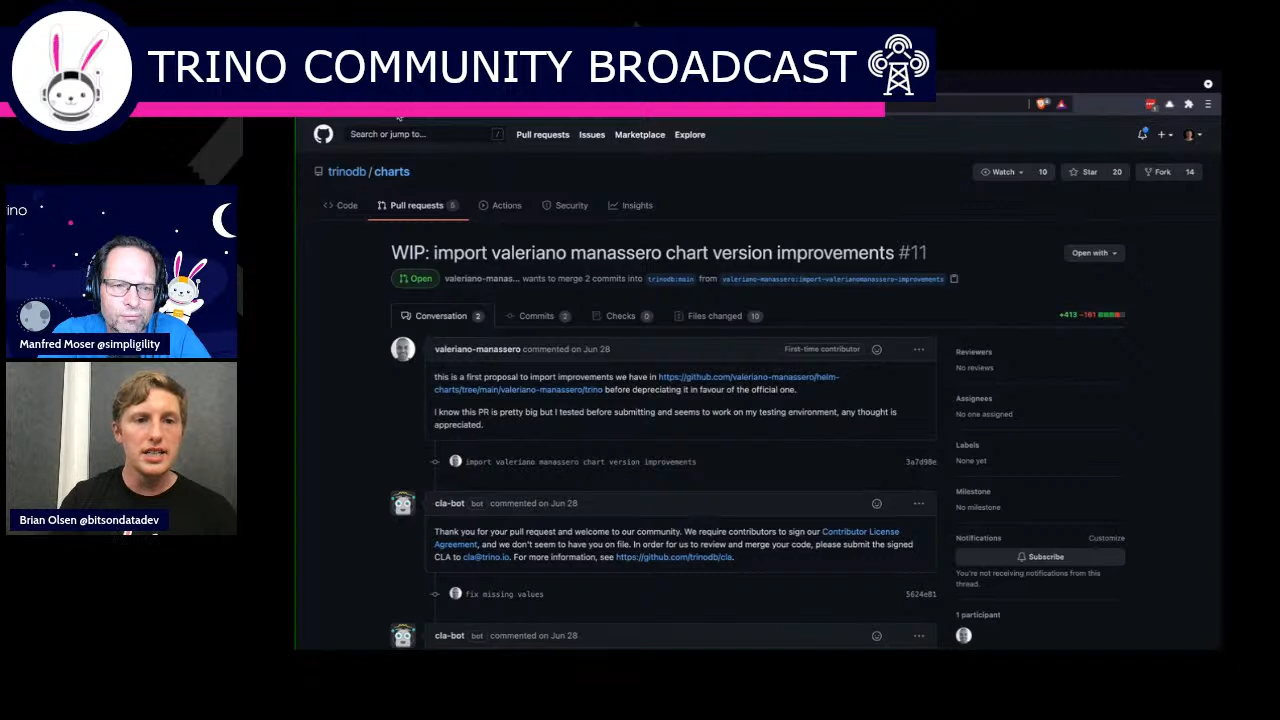 TRINO COMMUNITY BROADCAST
Search or jump to...
/
Pull requests
Issues
Marketplace
Explore
trinodb / charts
Watch
10
Star
20
Fork
14
Code
Pull requests
5
Actions
Security
Insights
WIP: import valeriano manassero chart version improvements #11
Open with
Open
valeriano-manas... wants to merge 2 commits into trinodb:main from valeriano-manassero:import-valerianomanassero-improvements
Conversation 2
Commits 2
Checks 0
Files changed 10
+413 −161
valeriano-manassero commented on Jun 28
First-time contributor
this is a first proposal to import improvements we have in https://github.com/valeriano-manassero/helm-
charts/tree/main/valeriano-manassero/trino before depreciating it in favour of the official one.
I know this PR is pretty big but I tested before submitting and seems to work on my testing environment, any thought is
appreciated.
import valeriano manassero chart version improvements
3a7d98e
cla-bot bot commented on Jun 28
Thank you for your pull request and welcome to our community. We require contributors to sign our Contributor License
Agreement, and we don't seem to have you on file. In order for us to review and merge your code, please submit the signed
CLA to cla@trino.io. For more information, see https://github.com/trinodb/cla.
fix missing values
5624e81
cla-bot bot commented on Jun 28
Reviewers
No reviews
Assignees
No one assigned
Labels
None yet
Milestone
No milestone
Notifications
Customize
Subscribe
You're not receiving notifications from this
thread.
1 participant
ino
Manfred Moser @simpligility
Brian Olsen @bitsondatadev